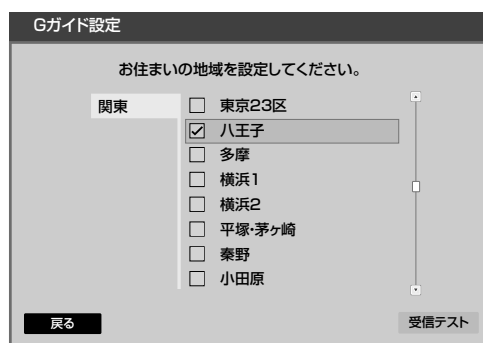 Gガイド設定
お住まいの地域を設定してください。
関東
東京23区
八王子
多摩
横浜1
横浜2
平塚・茅ヶ崎
秦野
小田原
戻る
受信テスト